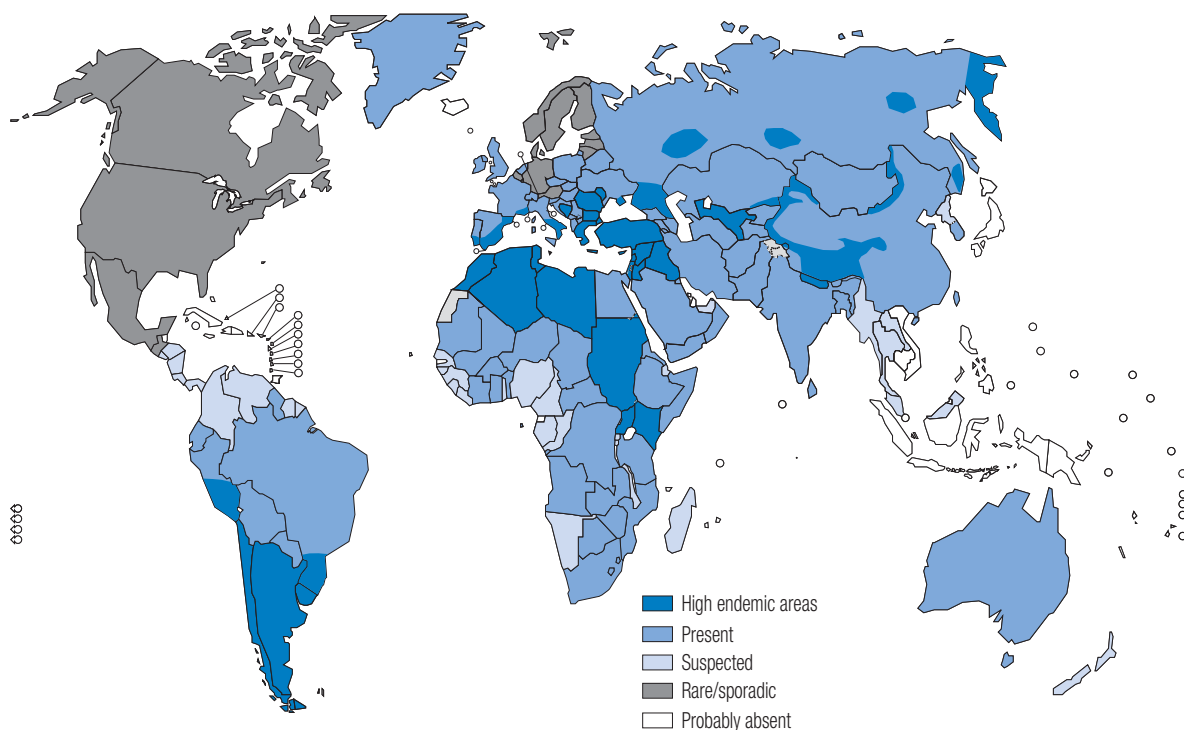 High endemic areas
Present
Suspected
Rare/sporadic
Probably absent